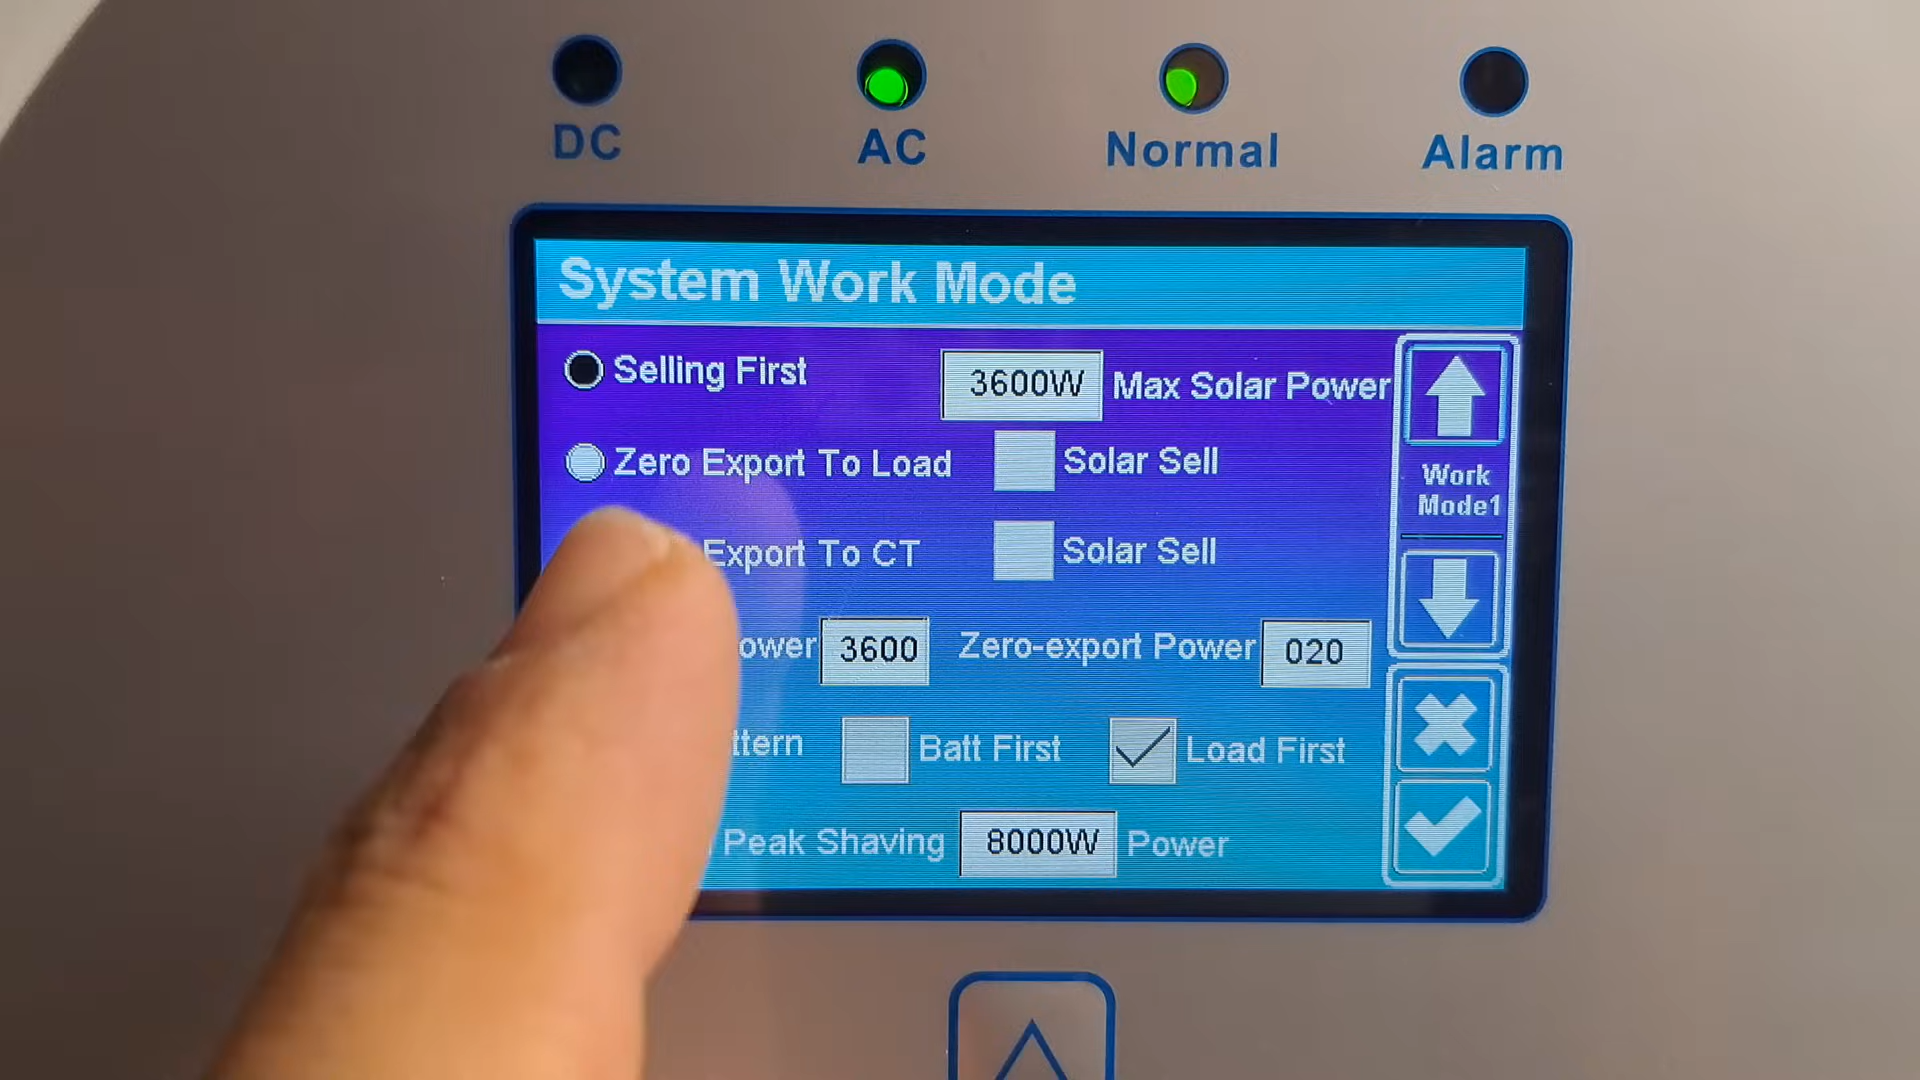 DC AC Normal Alarm
System Work Mode
Selling First 3600W Max Solar Power
Zero Export To Load Solar Sell
Export To CT Solar Sell
Work
Mode1
3600 Zero-export Power 020
Batt First Load First
Peak Shaving 8000W Power